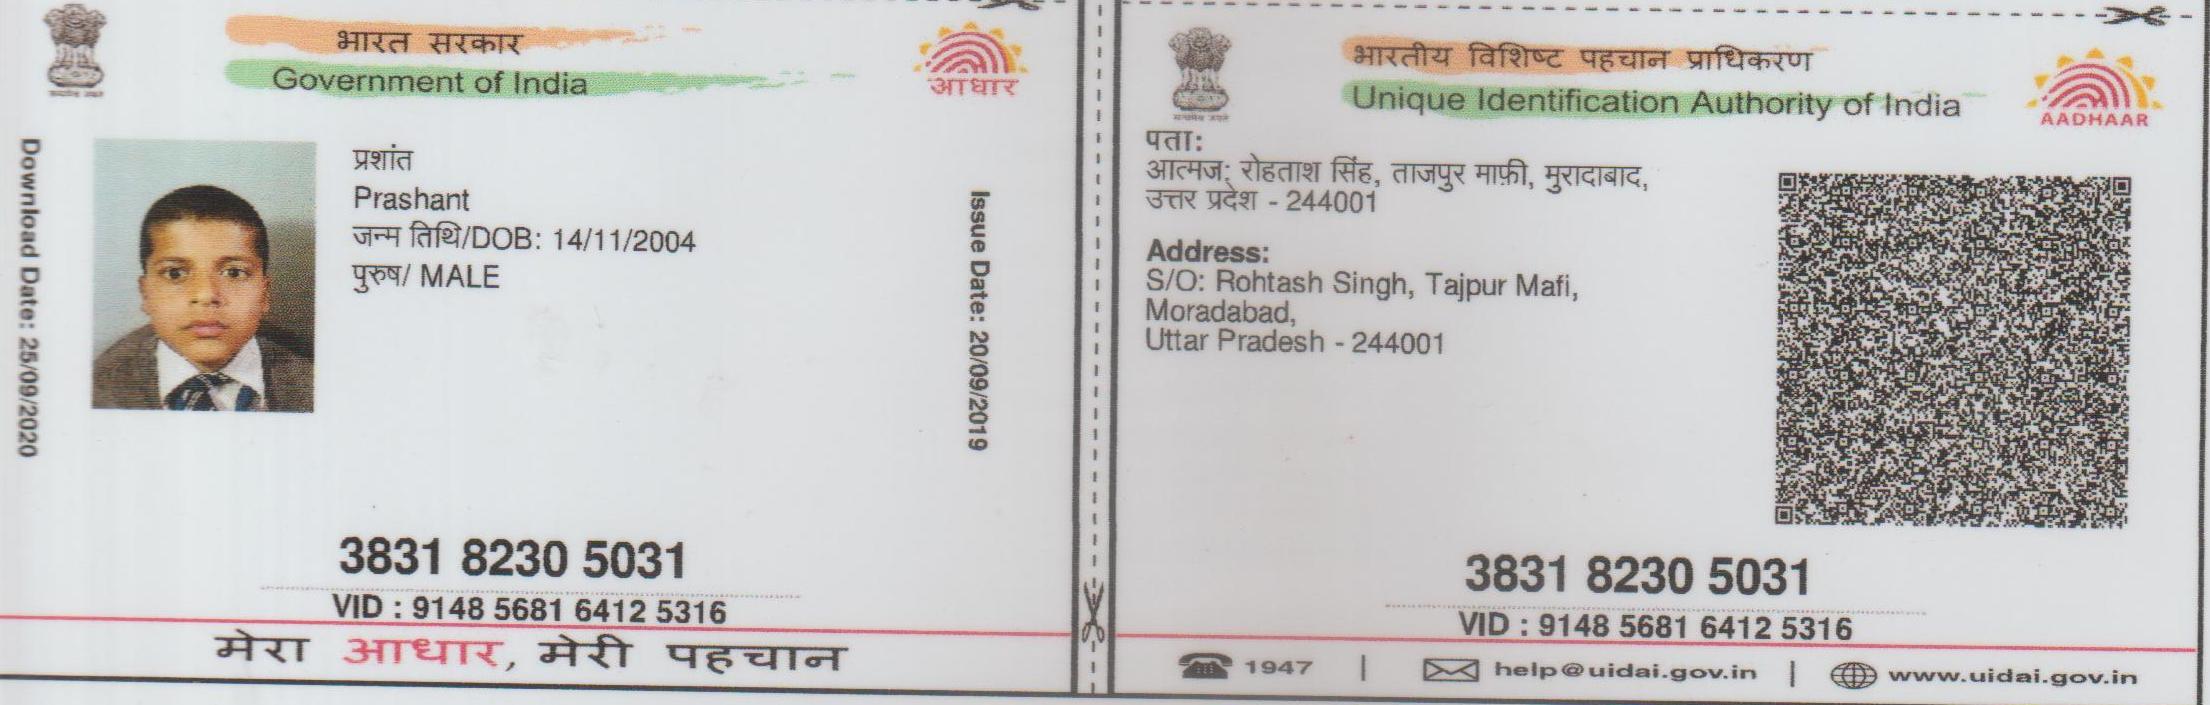 भारत सरकार
Government of India
आधार
Download Date: 25/09/2020
प्रशांत
Prashant
जन्म तिथि/DOB: 14/11/2004
पुरुष/ MALE
Issue Date: 20/09/2019
3831 8230 5031
VID : 9148 5681 6412 5316
मेरा आधार, मेरी पहचान
भारतीय विशिष्ट पहचान प्राधिकरण
Unique Identification Authority of India
AADHAAR
पता:
आत्मज: रोहताश सिंह, ताजपुर माफ़ी, मुरादाबाद,
उत्तर प्रदेश - 244001
Address:
S/O: Rohtash Singh, Tajpur Mafi,
Moradabad,
Uttar Pradesh - 244001
3831 8230 5031
VID : 9148 5681 6412 5316
1947 | help@uidai.gov.in | www.uidai.gov.in